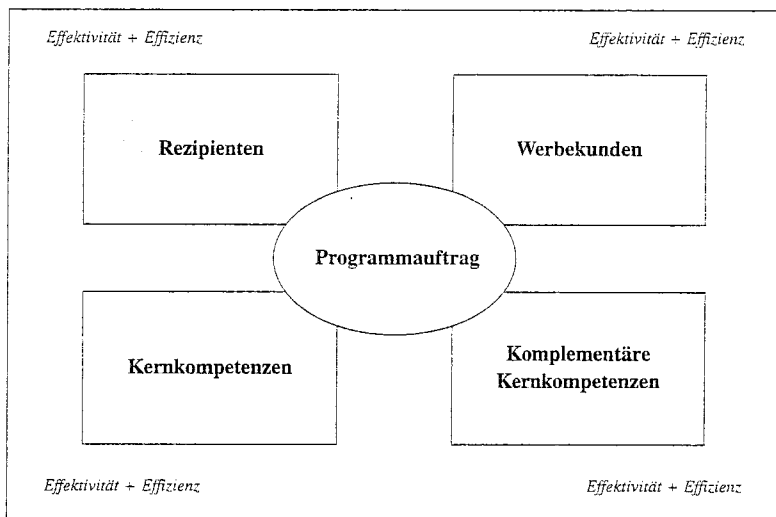 Effektivität + Effizienz
Effektivität + Effizienz
Rezipienten
Werbekunden
Programmauftrag
Kernkompetenzen
Komplementäre
Kernkompetenzen
Effektivität + Effizienz
Effektivität + Effizienz